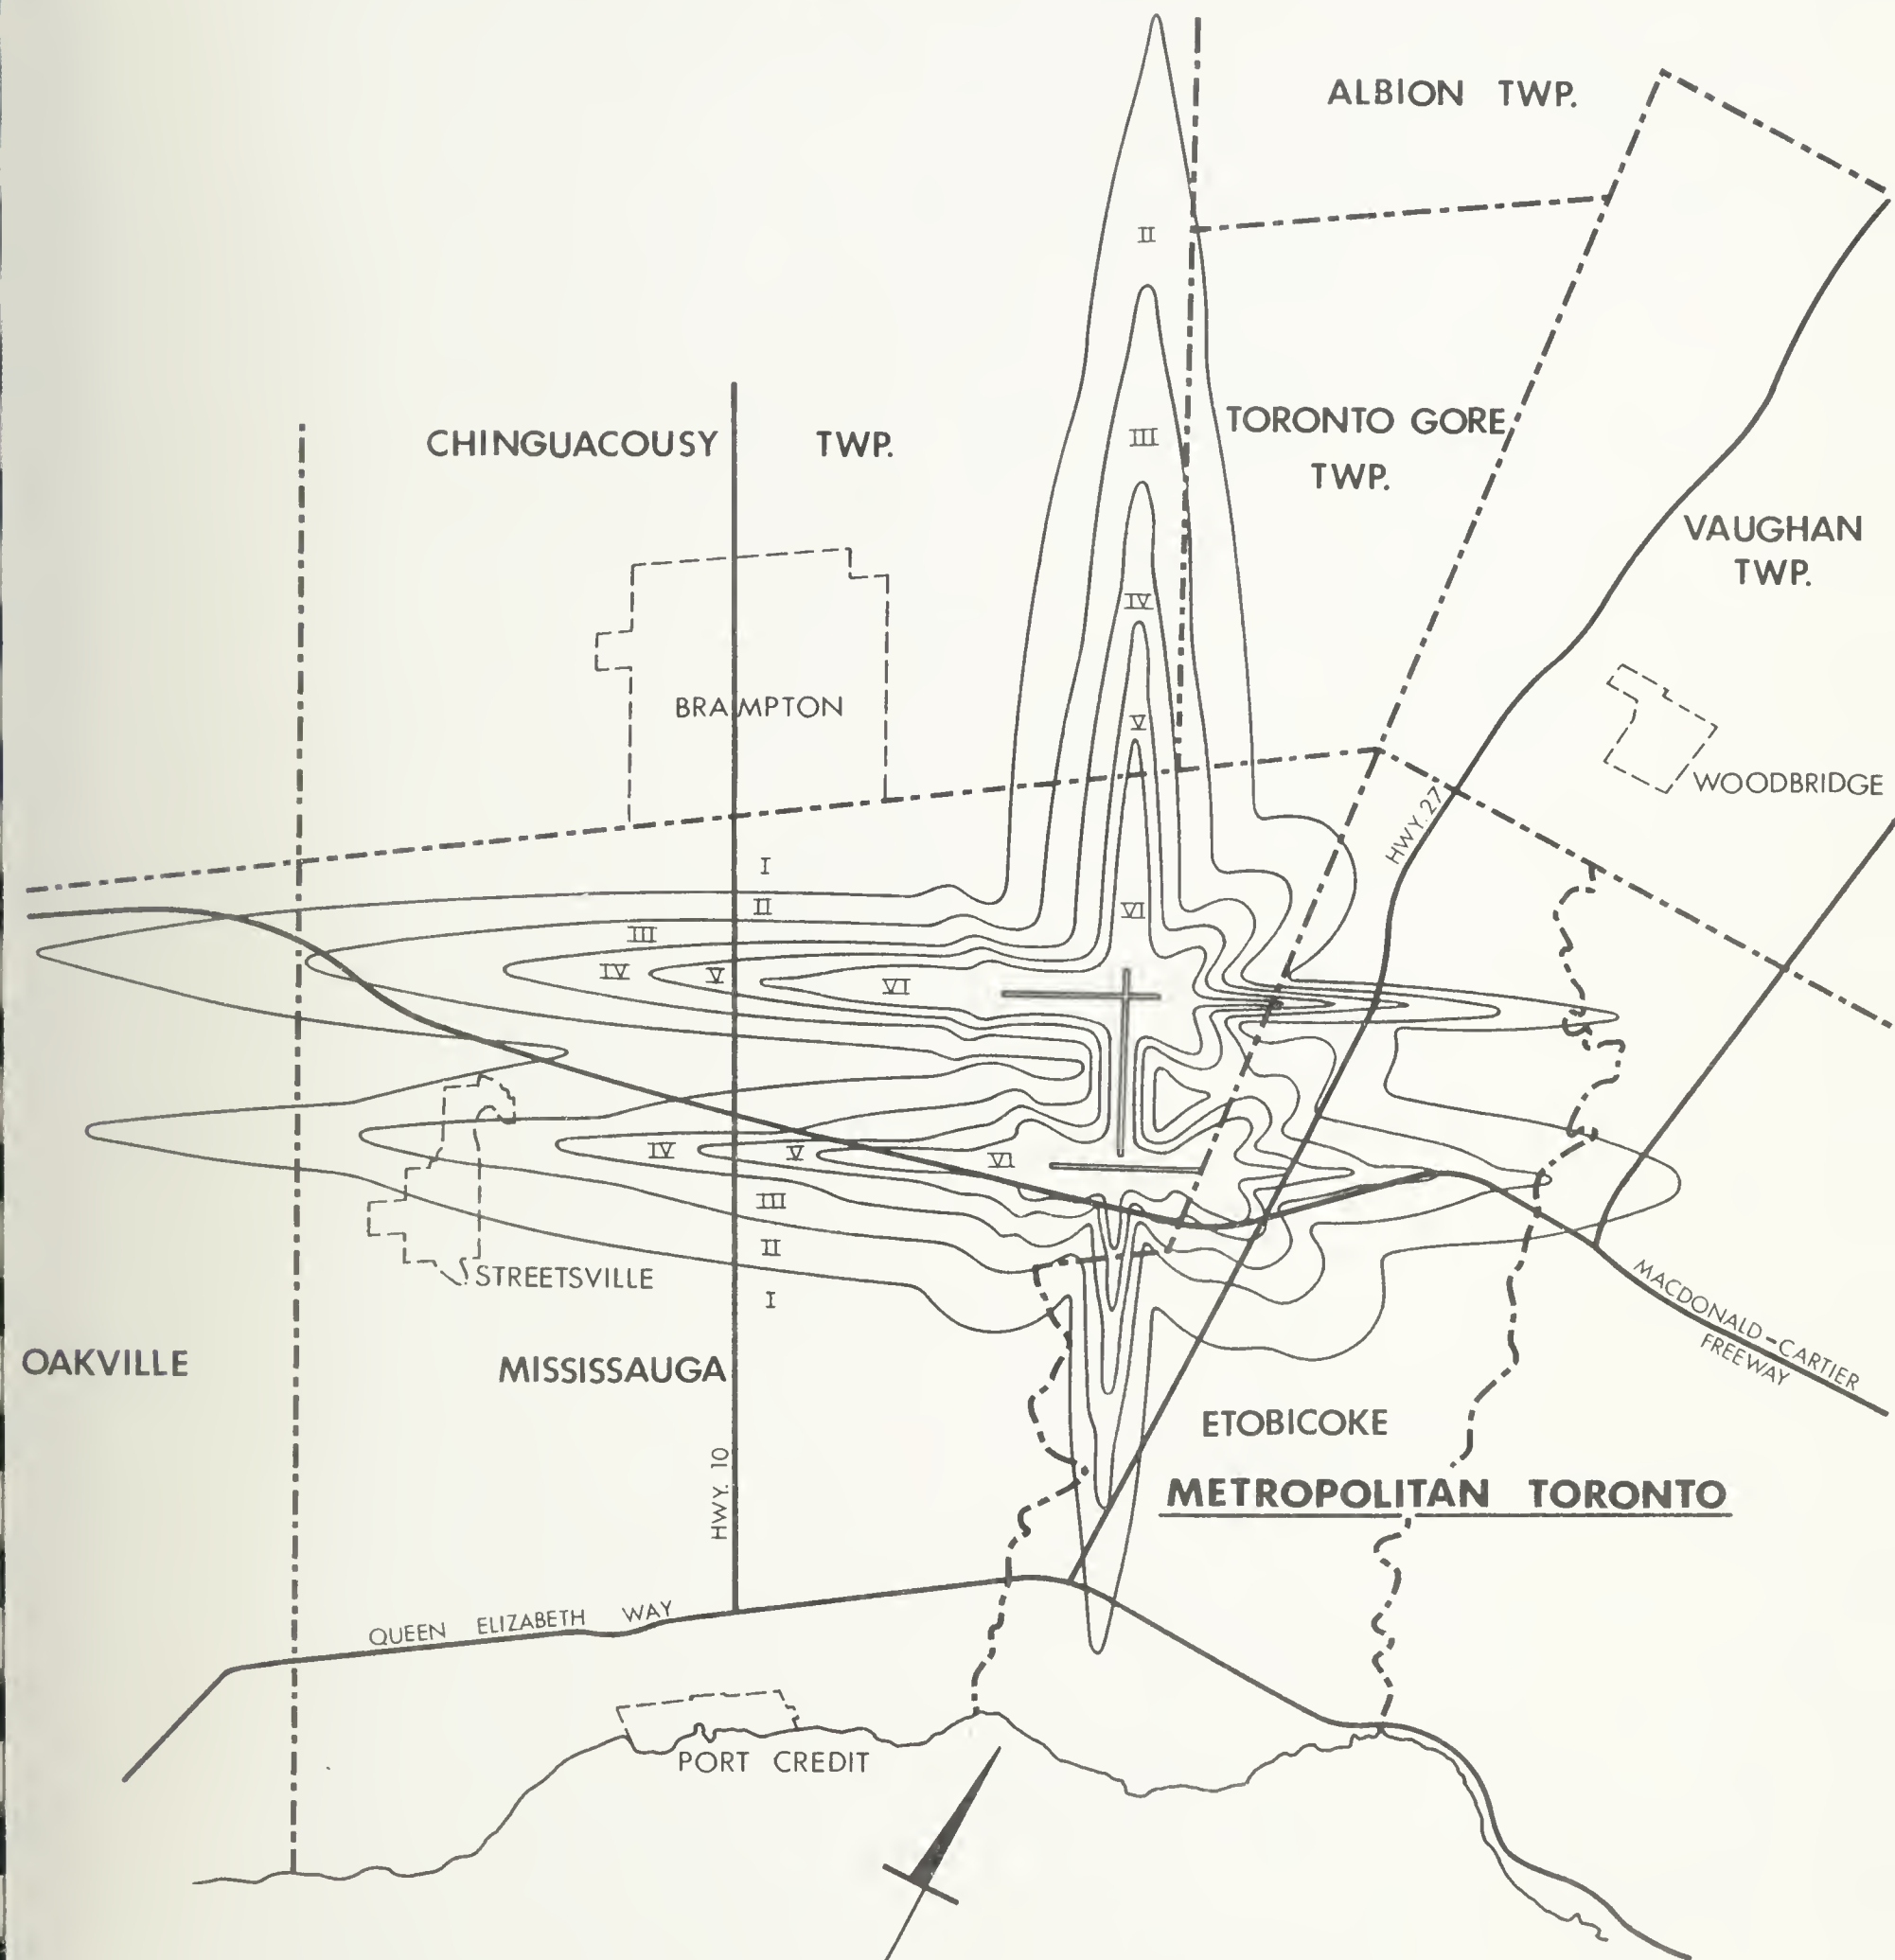 ALBION TWP.
II
III
TORONTO GORE
TWP.
CHINGUACOUSY TWP.
VAUGHAN
TWP.
IV
BRAMPTON
V
WOODBRIDGE
HWY. 27
I
II
VI
III
IV
V
VI
IV
V
VI
III
II
STREETSVILLE
I
MACDONALD-CARTIER
FREEWAY
OAKVILLE
MISSISSAUGA
ETOBICOKE
HWY. 10
METROPOLITAN TORONTO
QUEEN ELIZABETH WAY
PORT CREDIT